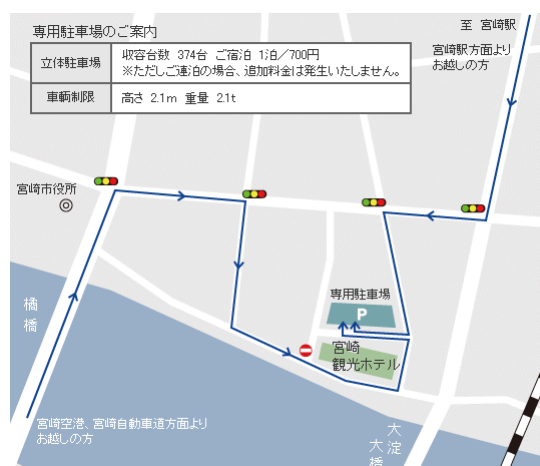 専用駐車場のご案内
立体駐車場
収容台数 374台 ご宿泊 1泊／700円
※ただしご連泊の場合、追加料金は発生いたしません。
車輌制限
高さ 2.1m 重量 2.1t
至 宮崎駅
宮崎駅方面より
お越しの方
宮崎市役所
橘橋
専用駐車場
P
宮崎
観光ホテル
宮崎空港、宮崎自動車道方面より
お越しの方
大淀大橋